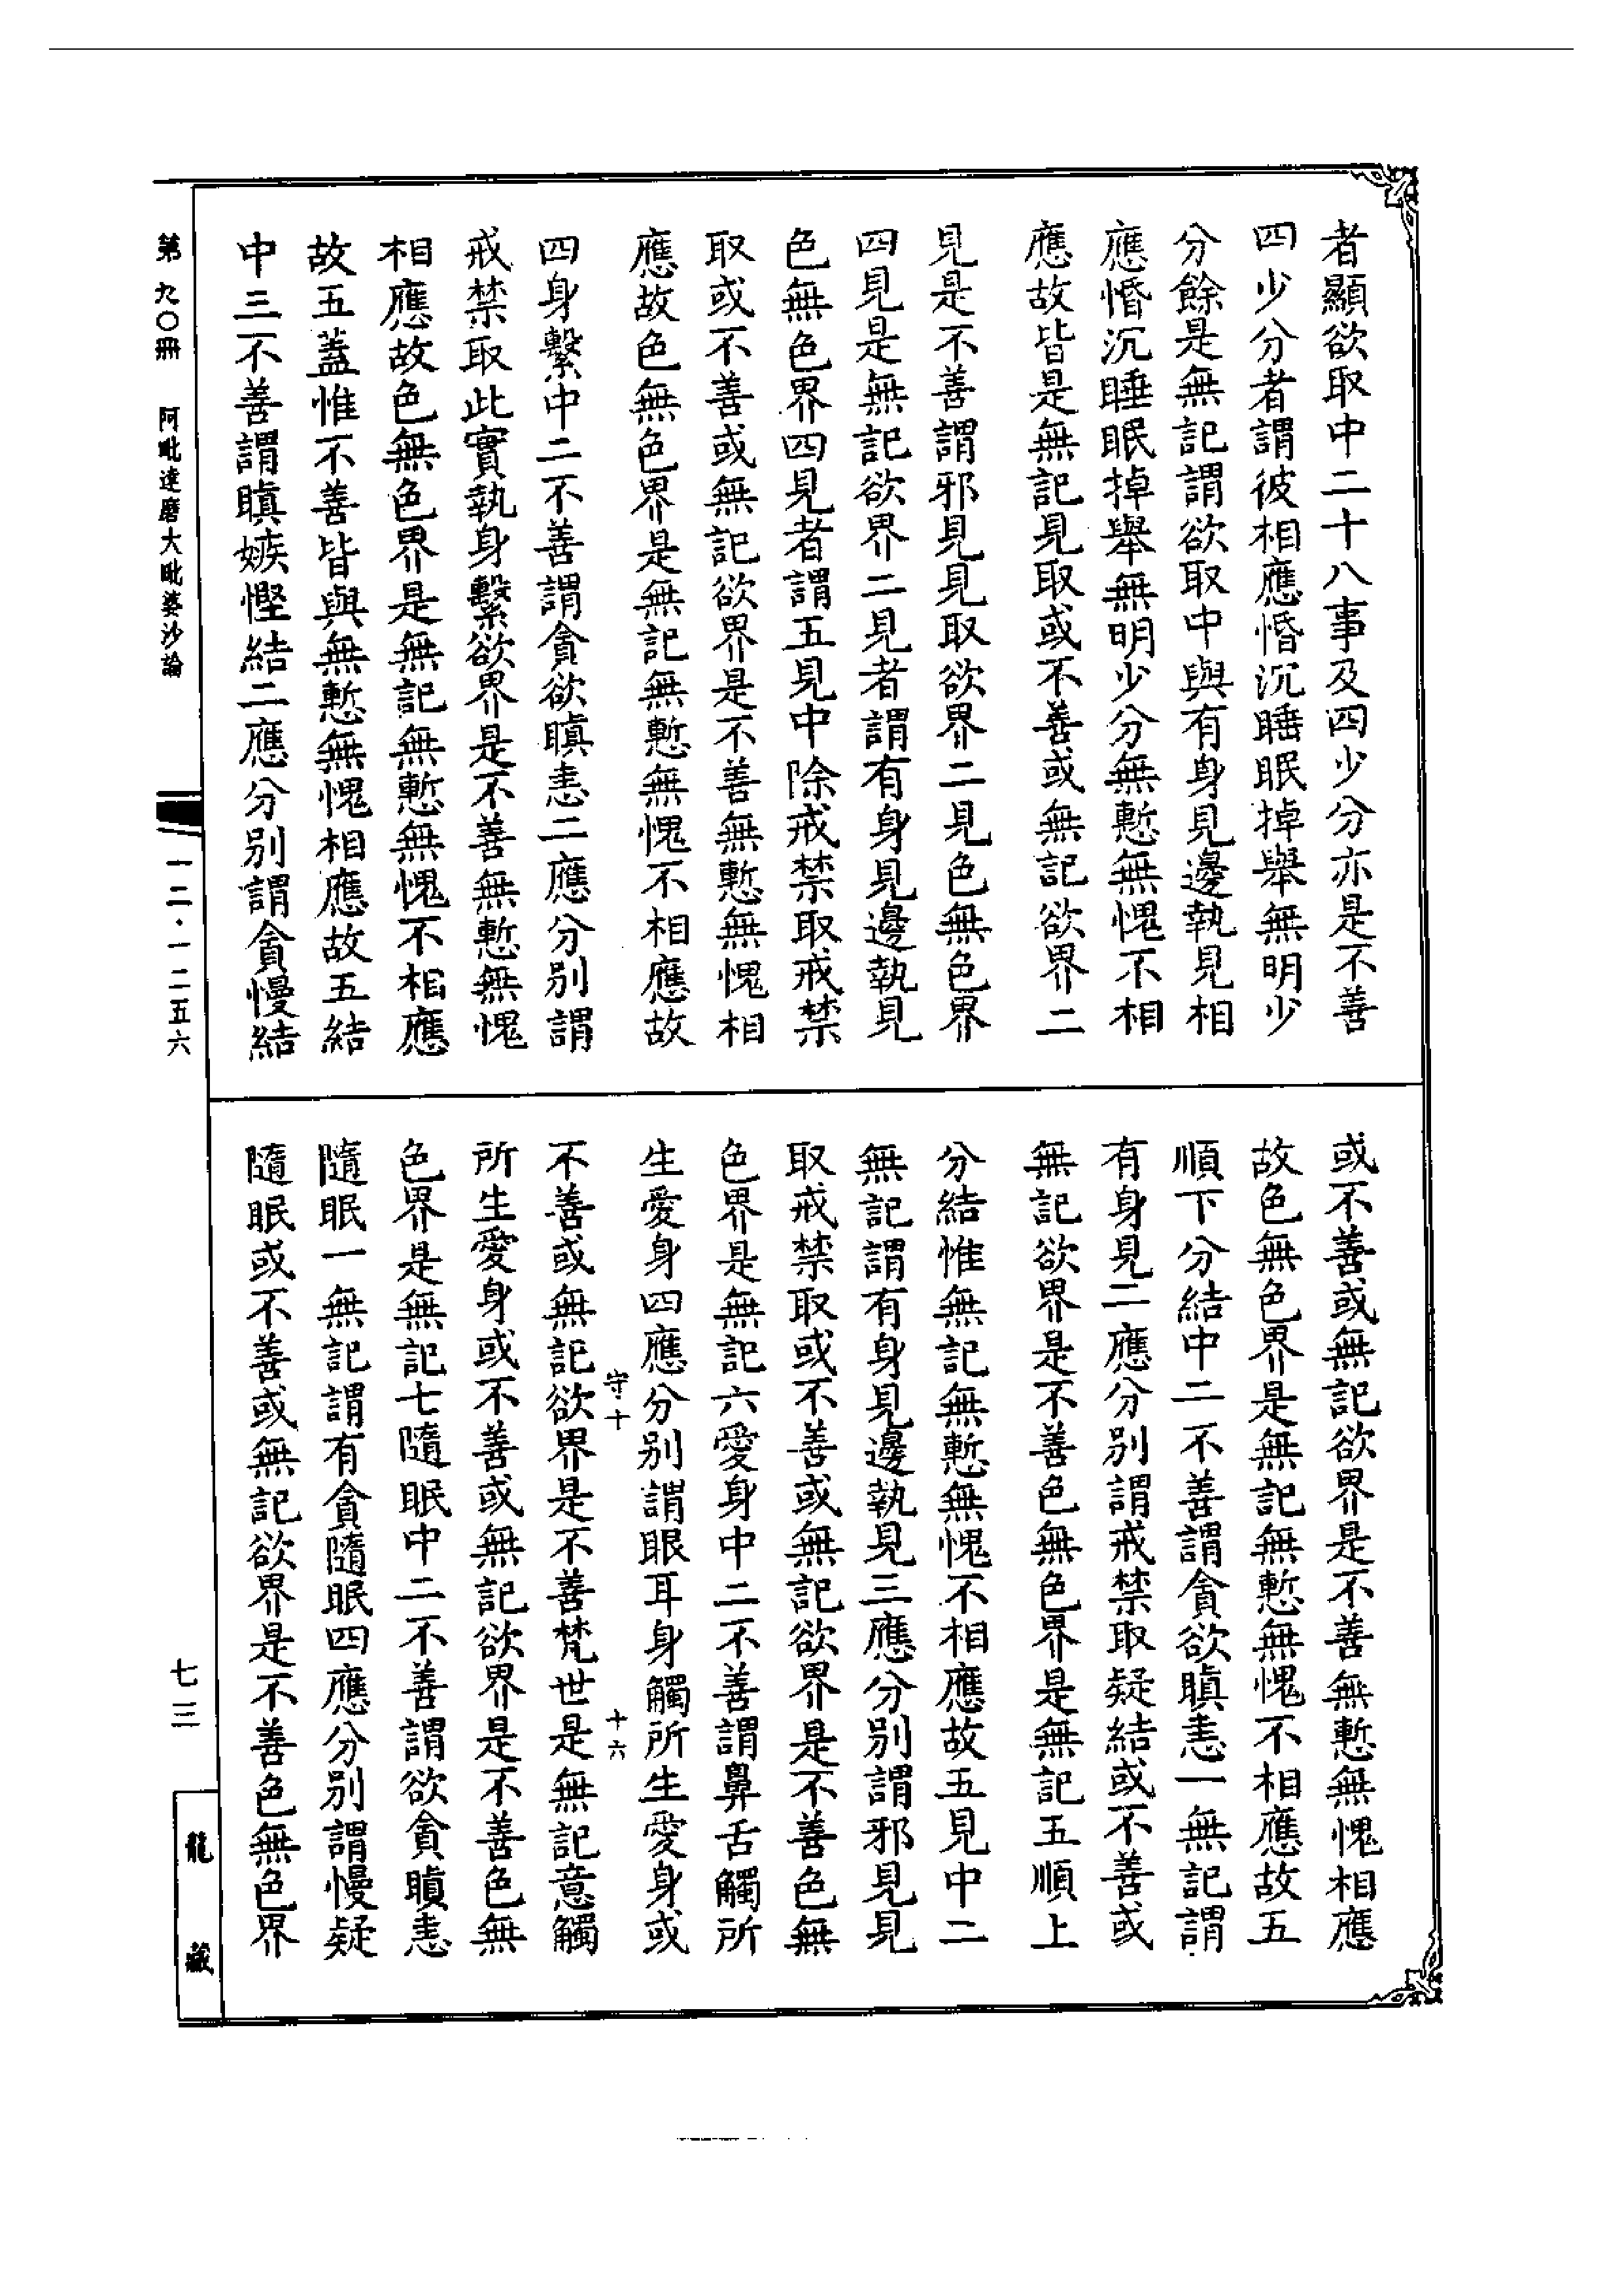 者顯欲取中二十八事及四少分亦是不善
四少分者謂彼相應惛沉睡眠掉舉無明少
分餘是無記謂欲取中與有身見邊執見相
應惛沉睡眠掉舉無明少分無慙無愧不相
應故皆是無記見取或不善或無記欲界二
見是不善謂邪見見取欲界二見色無色界
四見是無記欲界二見者謂有身見邊執見
色無色界四見者謂五見中除戒禁取戒禁
取或不善或無記欲界是不善無慙無愧相
應故色無色界是無記無慙無愧不相應故
四身繫中二不善謂貪欲瞋恚二應分別謂
戒禁取此實執身繫欲界是不善無慙無愧
相應故色無色界是無記無慙無愧不相應
故五蓋惟不善皆與無慙無愧相應故五結
中三不善謂瞋嫉慳結二應分別謂貪慢結
或不善或無記欲界是不善無慙無愧相應
故色無色界是無記無慙無愧不相應故五
順下分結中二不善謂貪欲瞋恚一無記謂
有身見二應分別謂戒禁取疑結或不善或
無記欲界是不善色無色界是無記五順上
分結惟無記無慙無愧不相應故五見中二
無記謂有身見邊執見三應分別謂邪見見
取戒禁取或不善或無記欲界是不善色無
色界是無記六愛身中二不善謂鼻舌觸所
生愛身四應分別謂眼耳身觸所生愛身或
守十 十六
不善或無記欲界是不善梵世是無記意觸
所生愛身或不善或無記欲界是不善色無
色界是無記七隨眠中二不善謂欲貪瞋恚
隨眠一無記謂有貪隨眠四應分別謂慢疑
隨眠或不善或無記欲界是不善色無色界
第九〇冊 阿毗達磨大毗婆沙論
一二·一二五六
七三
龍藏